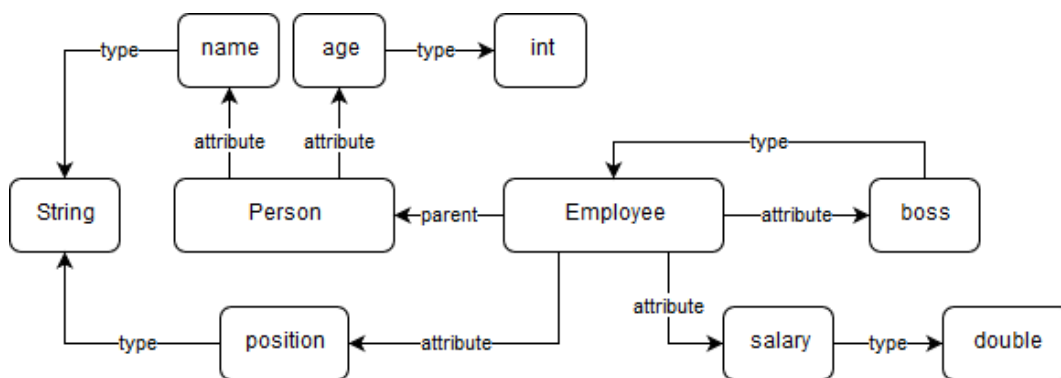 type
name
age
type
int
attribute
attribute
type
String
Person
parent
Employee
attribute
boss
attribute
type
position
attribute
salary
type
double